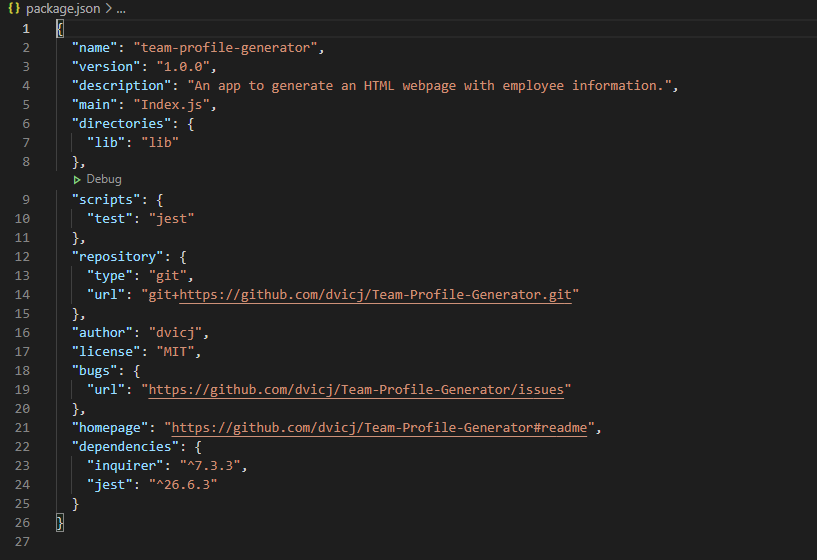 {} package.json > ...
1 {
2 "name": "team-profile-generator",
3 "version": "1.0.0",
4 "description": "An app to generate an HTML webpage with employee information.",
5 "main": "Index.js",
6 "directories": {
7 "lib": "lib"
8 },
Debug
9 "scripts": {
10 "test": "jest"
11 },
12 "repository": {
13 "type": "git",
14 "url": "git+https://github.com/dvicj/Team-Profile-Generator.git"
15 },
16 "author": "dvicj",
17 "license": "MIT",
18 "bugs": {
19 "url": "https://github.com/dvicj/Team-Profile-Generator/issues"
20 },
21 "homepage": "https://github.com/dvicj/Team-Profile-Generator#readme",
22 "dependencies": {
23 "inquirer": "^7.3.3",
24 "jest": "^26.6.3"
25 }
26 }
27